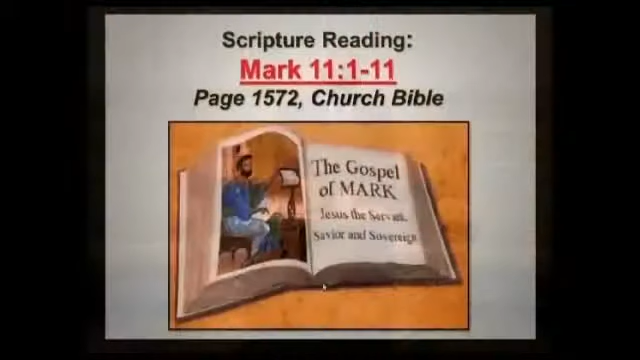 Scripture Reading:
Mark 11:1-11
Page 1572, Church Bible
The Gospel
of MARK
Jesus the Servant,
Savior and Sovereign